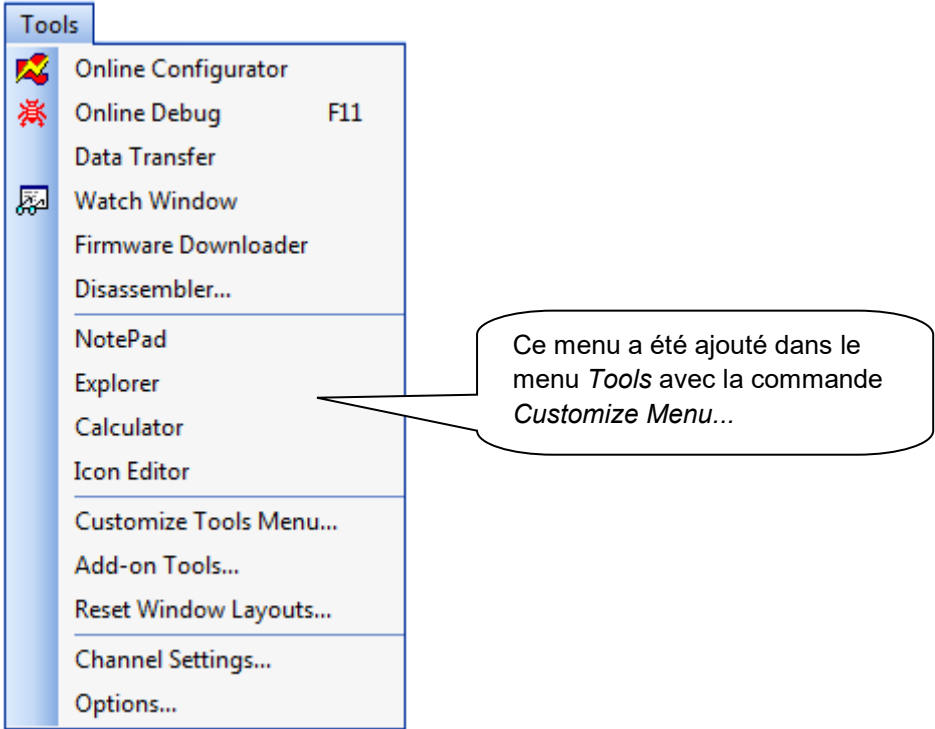 Tools
Online Configurator
Online Debug F11
Data Transfer
Watch Window
Firmware Downloader
Disassembler...
NotePad
Explorer
Calculator
Icon Editor
Customize Tools Menu...
Add-on Tools...
Reset Window Layouts...
Channel Settings...
Options...
Ce menu a été ajouté dans le
menu Tools avec la commande
Customize Menu...